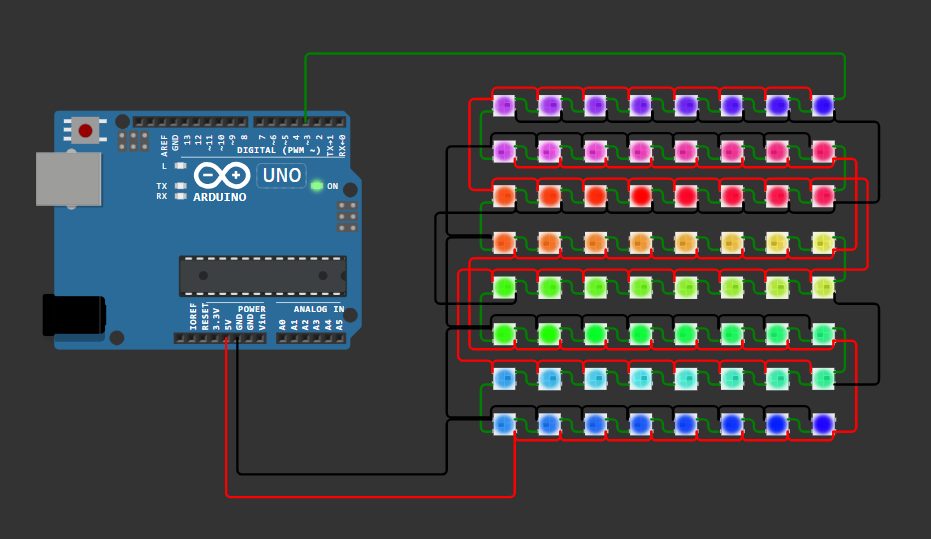 AREF
GND
13
12
~11
~10
~9
8
7
~6
~5
4
~3
2
TX→1
RX←0
DIGITAL (PWM ~)
L
TX
RX
UNO
ON
ARDUINO
IOREF
RESET
3.3V
5V
GND
GND
Vin
POWER
ANALOG IN
A0
A1
A2
A3
A4
A5